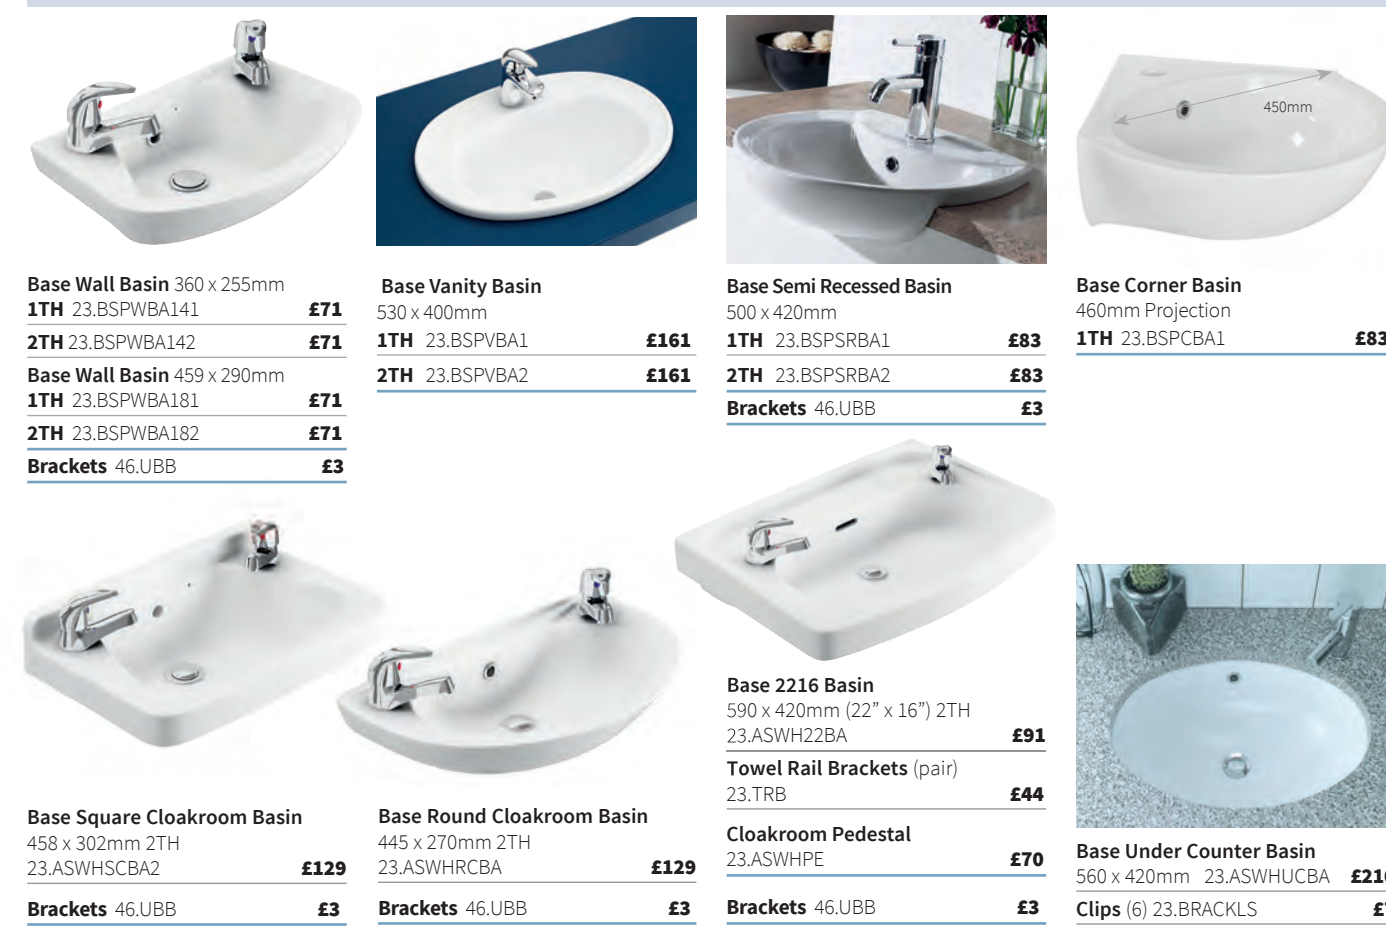 450mm
Base Wall Basin 360 x 255mm
1TH 23.BSPWBA141 £71
2TH 23.BSPWBA142 £71
Base Wall Basin 459 x 290mm
1TH 23.BSPWBA181 £71
2TH 23.BSPWBA182 £71
Brackets 46.UBB £3
Base Vanity Basin
530 x 400mm
1TH 23.BSPVBA1 £161
2TH 23.BSPVBA2 £161
Base Semi Recessed Basin
500 x 420mm
1TH 23.BSPSRBA1 £83
2TH 23.BSPSRBA2 £83
Brackets 46.UBB £3
Base Corner Basin
460mm Projection
1TH 23.BSPCBA1 £83
Base Square Cloakroom Basin
458 x 302mm 2TH
23.ASWHSCBA2 £129
Brackets 46.UBB £3
Base Round Cloakroom Basin
445 x 270mm 2TH
23.ASWHRCBA £129
Brackets 46.UBB £3
Base 2216 Basin
590 x 420mm (22” x 16”) 2TH
23.ASWH22BA £91
Towel Rail Brackets (pair)
23.TRB £44
Cloakroom Pedestal
23.ASWHPE £70
Brackets 46.UBB £3
Base Under Counter Basin
560 x 420mm 23.ASWHUCBA
Clips (6) 23.BRACKLS